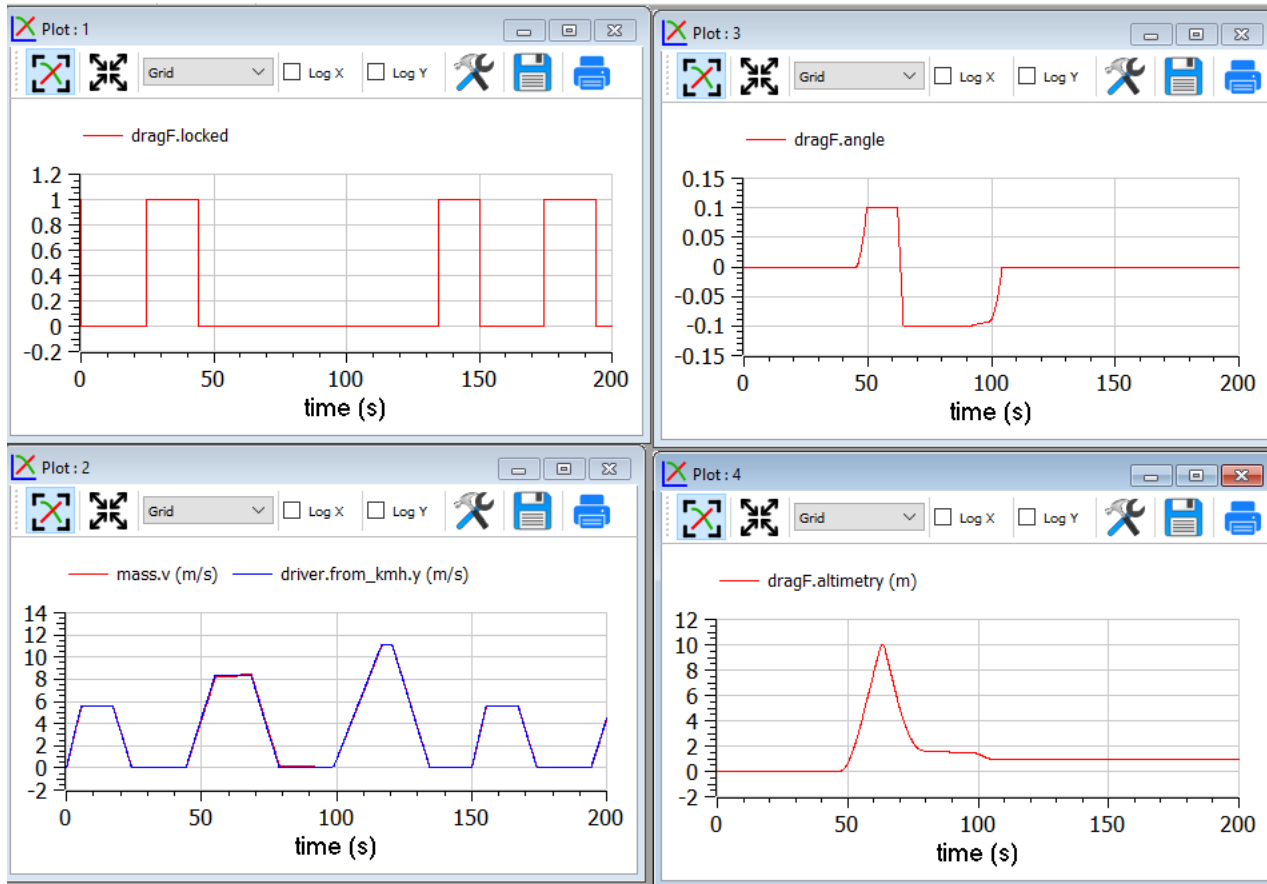 Plot : 1
Grid Log X Log Y
dragF.locked
1.2
1
0.8
0.6
0.4
0.2
0
-0.2
0 50 100 150 200
time (s)
Plot : 3
Grid Log X Log Y
dragF.angle
0.15
0.1
0.05
0
-0.05
-0.1
-0.15
0 50 100 150 200
time (s)
Plot : 2
Grid Log X Log Y
mass.v (m/s) driver.from_kmh.y (m/s)
14
12
10
8
6
4
2
0
-2
0 50 100 150 200
time (s)
Plot : 4
Grid Log X Log Y
dragF.altimetry (m)
12
10
8
6
4
2
0
-2
0 50 100 150 200
time (s)